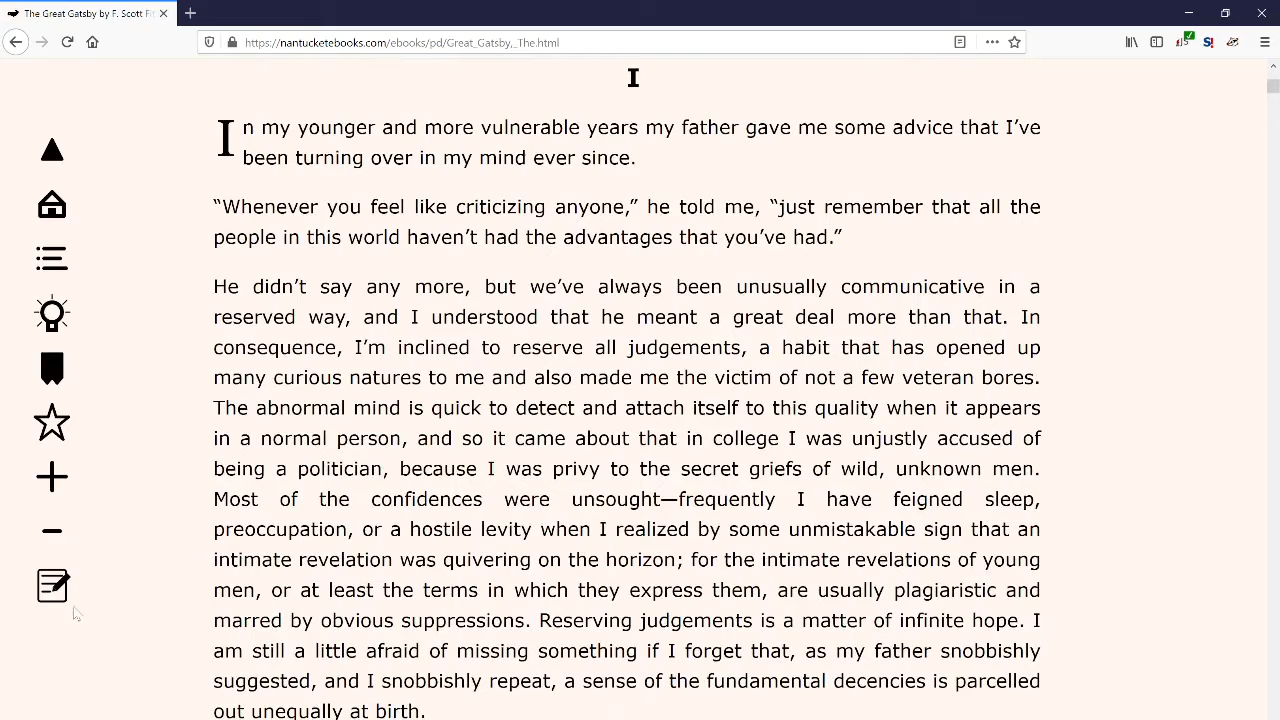 The Great Gatsby by F. Scott Fit
https://nantucketebooks.com/ebooks/pd/Great_Gatsby,_The.html
I
In my younger and more vulnerable years my father gave me some advice that I’ve
been turning over in my mind ever since.
“Whenever you feel like criticizing anyone,” he told me, “just remember that all the
people in this world haven’t had the advantages that you’ve had.”
He didn’t say any more, but we’ve always been unusually communicative in a
reserved way, and I understood that he meant a great deal more than that. In
consequence, I’m inclined to reserve all judgements, a habit that has opened up
many curious natures to me and also made me the victim of not a few veteran bores.
The abnormal mind is quick to detect and attach itself to this quality when it appears
in a normal person, and so it came about that in college I was unjustly accused of
being a politician, because I was privy to the secret griefs of wild, unknown men.
Most of the confidences were unsought—frequently I have feigned sleep,
preoccupation, or a hostile levity when I realized by some unmistakable sign that an
intimate revelation was quivering on the horizon; for the intimate revelations of young
men, or at least the terms in which they express them, are usually plagiaristic and
marred by obvious suppressions. Reserving judgements is a matter of infinite hope. I
am still a little afraid of missing something if I forget that, as my father snobbishly
suggested, and I snobbishly repeat, a sense of the fundamental decencies is parcelled
out unequally at birth.